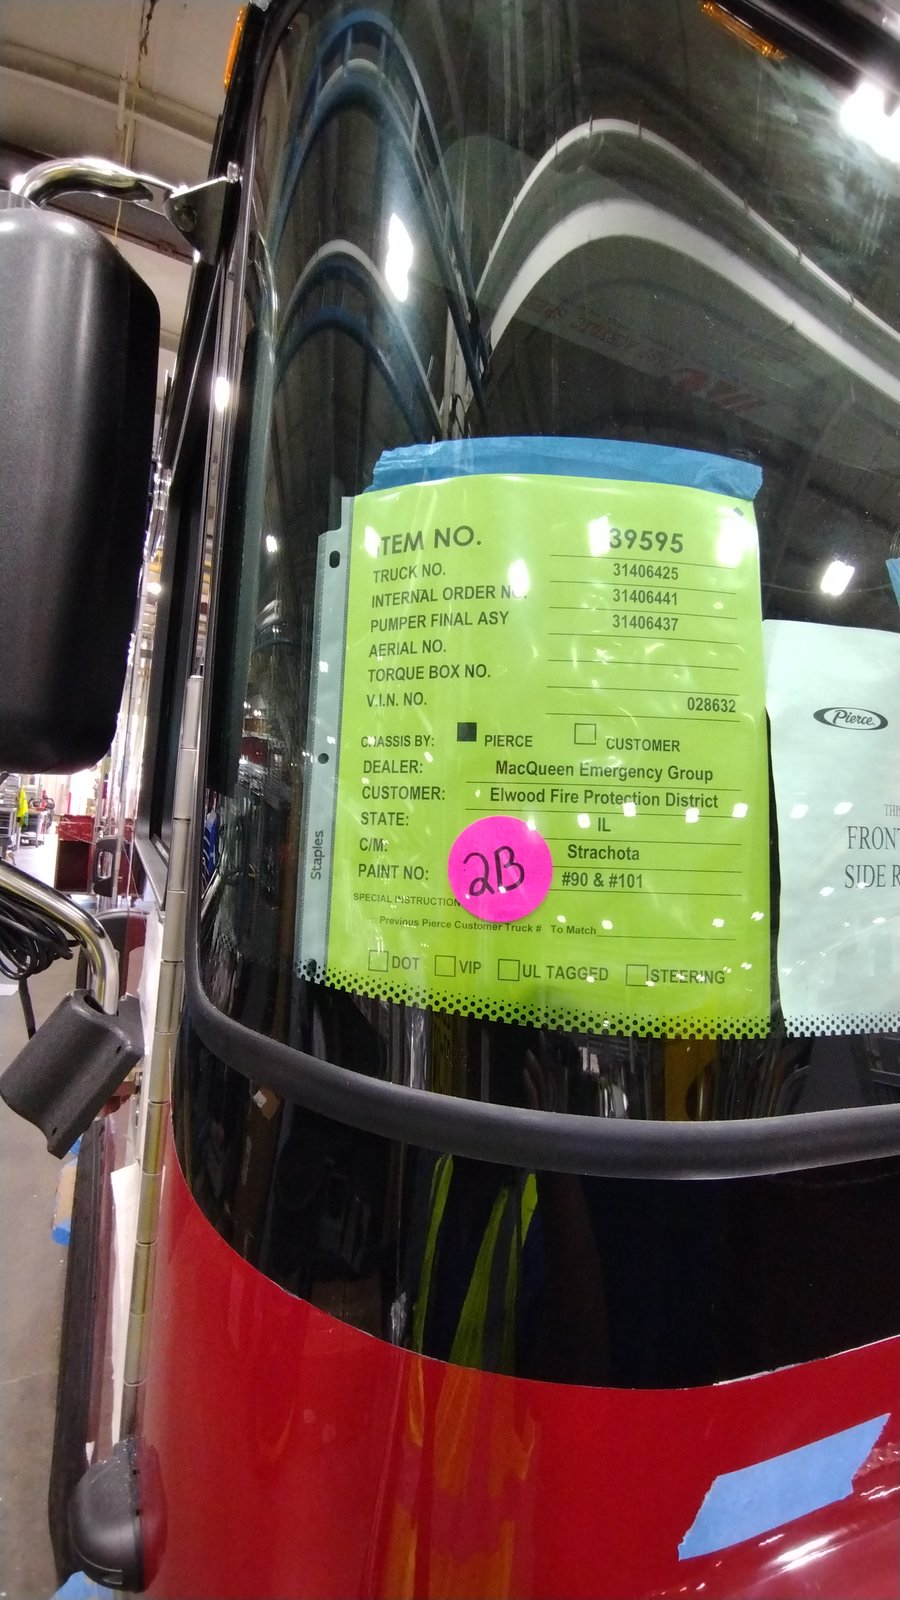 ITEM NO. 39595
TRUCK NO. 31406425
INTERNAL ORDER NO. 31406441
PUMPER FINAL ASY 31406437
AERIAL NO.
TORQUE BOX NO.
V.I.N. NO. 028632
CHASSIS BY: PIERCE CUSTOMER
DEALER: MacQueen Emergency Group
CUSTOMER: Elwood Fire Protection District
STATE: IL
C/M: Strachota
PAINT NO: #90 & #101
2B
SPECIAL INSTRUCTION
Previous Pierce Customer Truck # To Match
DOT VIP UL TAGGED STEERING
Staples
Pierce
FRONT
SIDE R